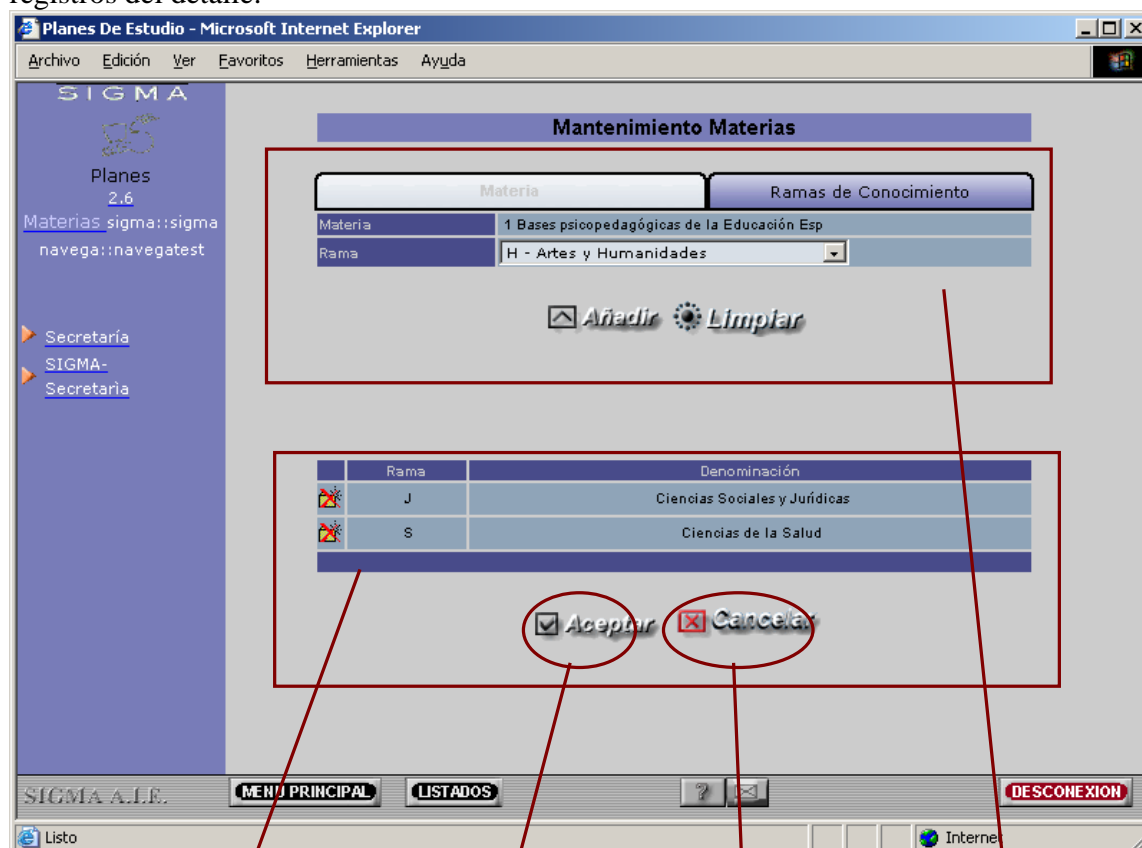 registros del detalle.
Planes De Estudio - Microsoft Internet Explorer
Archivo Edición Ver Favoritos Herramientas Ayuda
SIGMA
Planes
2.6
Materias sigma::sigma
navega::navegatest
Secretaría
SIGMA-
Secretarìa
Mantenimiento Materias
Materia Ramas de Conocimiento
Materia 1 Bases psicopedagógicas de la Educación Esp
Rama H - Artes y Humanidades
Añadir Limpiar
Rama Denominación
J Ciencias Sociales y Jurídicas
S Ciencias de la Salud
Aceptar Cancelar
SIGMA A.I.E. MENU PRINCIPAL LISTADOS ? DESCONEXION
Listo Internet